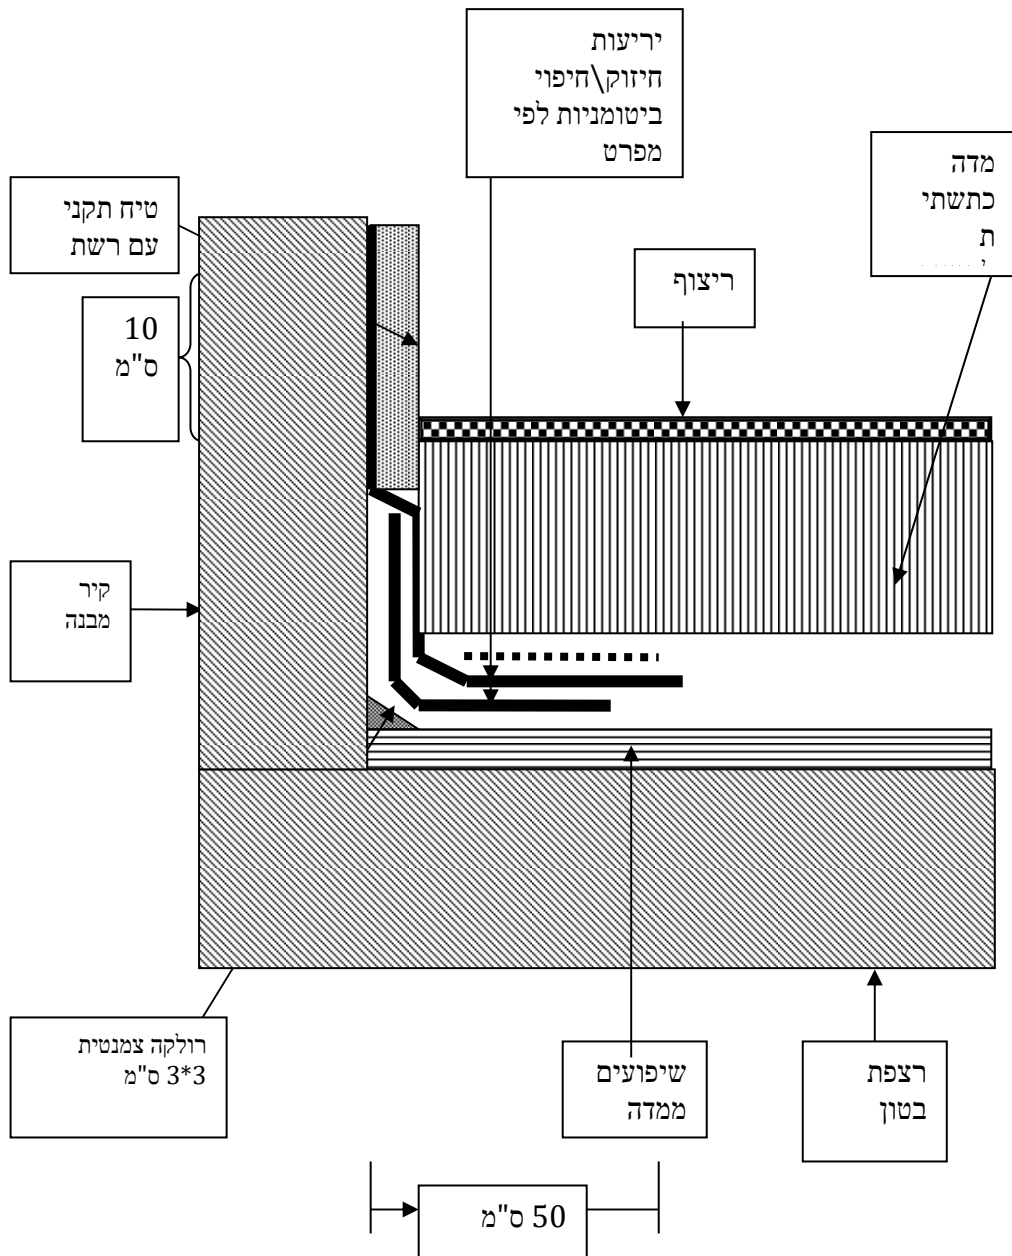 יריעות
חיזוק\חיפוי
ביטומניות לפי
מפרט
מדה
כתשתי
ת
טיח תקני
עם רשת
ריצוף
10
ס"מ
קיר
מבנה
רולקה צמנטית
3*3 ס"מ
שיפועים
ממדה
רצפת
בטון
50 ס"מ